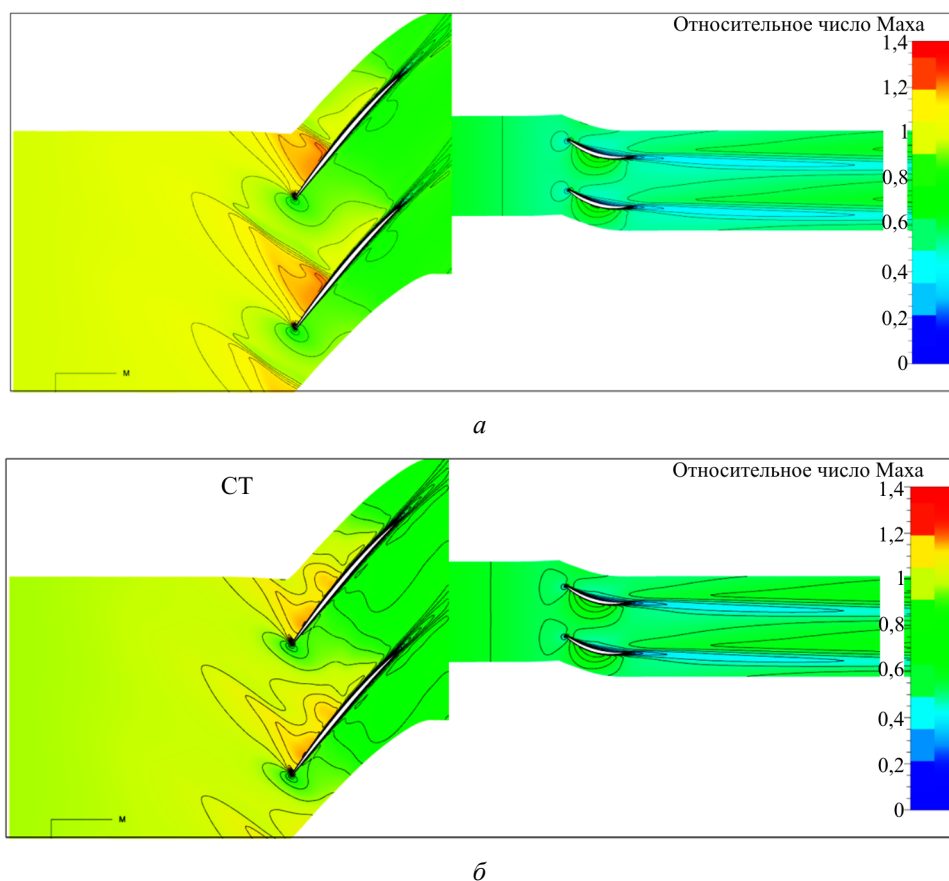 Относительное число Маха
1,4
1,2
1
0,8
0,6
0,4
0,2
0
M
а
СТ
Относительное число Маха
1,4
1,2
1
0,8
0,6
0,4
0,2
0
M
б